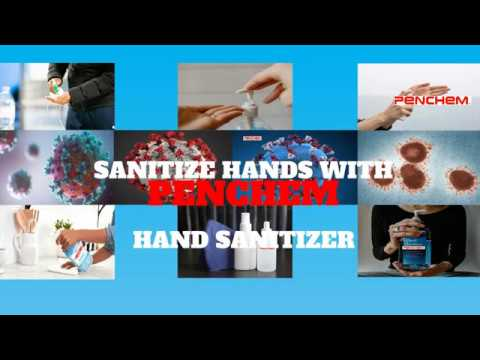 PENCHEM
SANITIZE HANDS WITH
PENCHEM
HAND SANITIZER